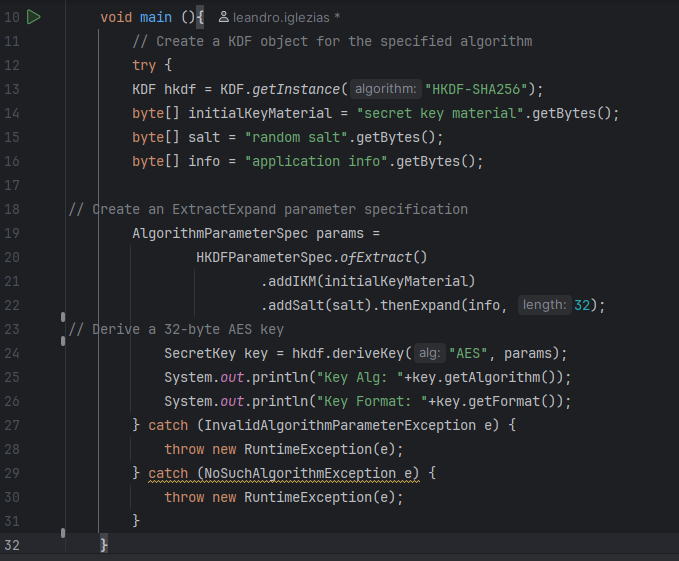 10 void main (){ leandro.iglezias *
11 // Create a KDF object for the specified algorithm
12 try {
13 KDF hkdf = KDF.getInstance( algorithm: "HKDF-SHA256");
14 byte[] initialKeyMaterial = "secret key material".getBytes();
15 byte[] salt = "random salt".getBytes();
16 byte[] info = "application info".getBytes();
17
18 // Create an ExtractExpand parameter specification
19 AlgorithmParameterSpec params =
20 HKDFParameterSpec.ofExtract()
21 .addIKM(initialKeyMaterial)
22 .addSalt(salt).thenExpand(info, length: 32);
23 // Derive a 32-byte AES key
24 SecretKey key = hkdf.deriveKey( alg: "AES", params);
25 System.out.println("Key Alg: "+key.getAlgorithm());
26 System.out.println("Key Format: "+key.getFormat());
27 } catch (InvalidAlgorithmParameterException e) {
28 throw new RuntimeException(e);
29 } catch (NoSuchAlgorithmException e) {
30 throw new RuntimeException(e);
31 }
32 }